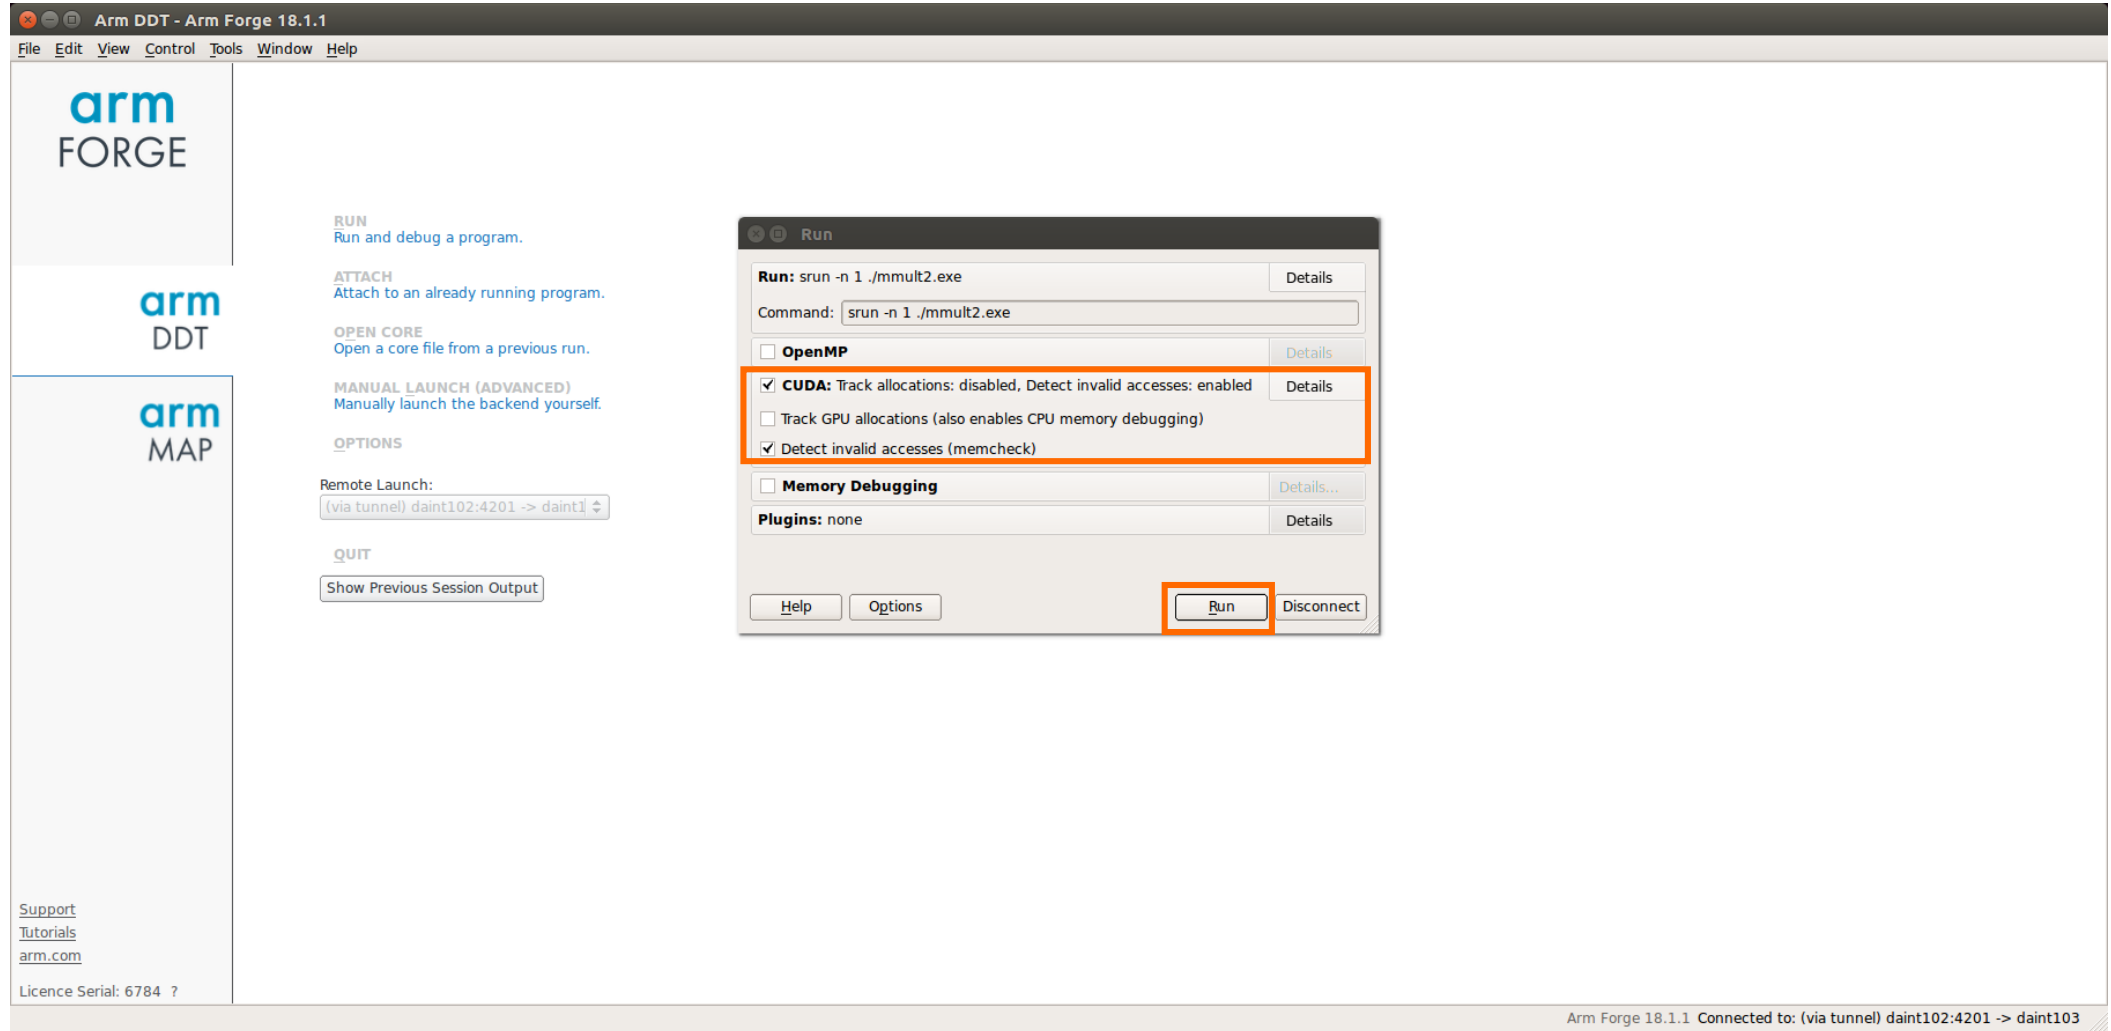 Arm DDT - Arm Forge 18.1.1
File Edit View Control Tools Window Help
arm
FORGE
arm
DDT
arm
MAP
RUN
Run and debug a program.
ATTACH
Attach to an already running program.
OPEN CORE
Open a core file from a previous run.
MANUAL LAUNCH (ADVANCED)
Manually launch the backend yourself.
OPTIONS
Remote Launch:
(via tunnel) daint102:4201 -> daint1
QUIT
Show Previous Session Output
Run
Run: srun -n 1 ./mmult2.exe Details
Command: srun -n 1 ./mmult2.exe
OpenMP Details
CUDA: Track allocations: disabled, Detect invalid accesses: enabled Details
Track GPU allocations (also enables CPU memory debugging)
Detect invalid accesses (memcheck)
Memory Debugging Details...
Plugins: none Details
Help Options Run Disconnect
Support
Tutorials
arm.com
Licence Serial: 6784 ?
Arm Forge 18.1.1 Connected to: (via tunnel) daint102:4201 -> daint103